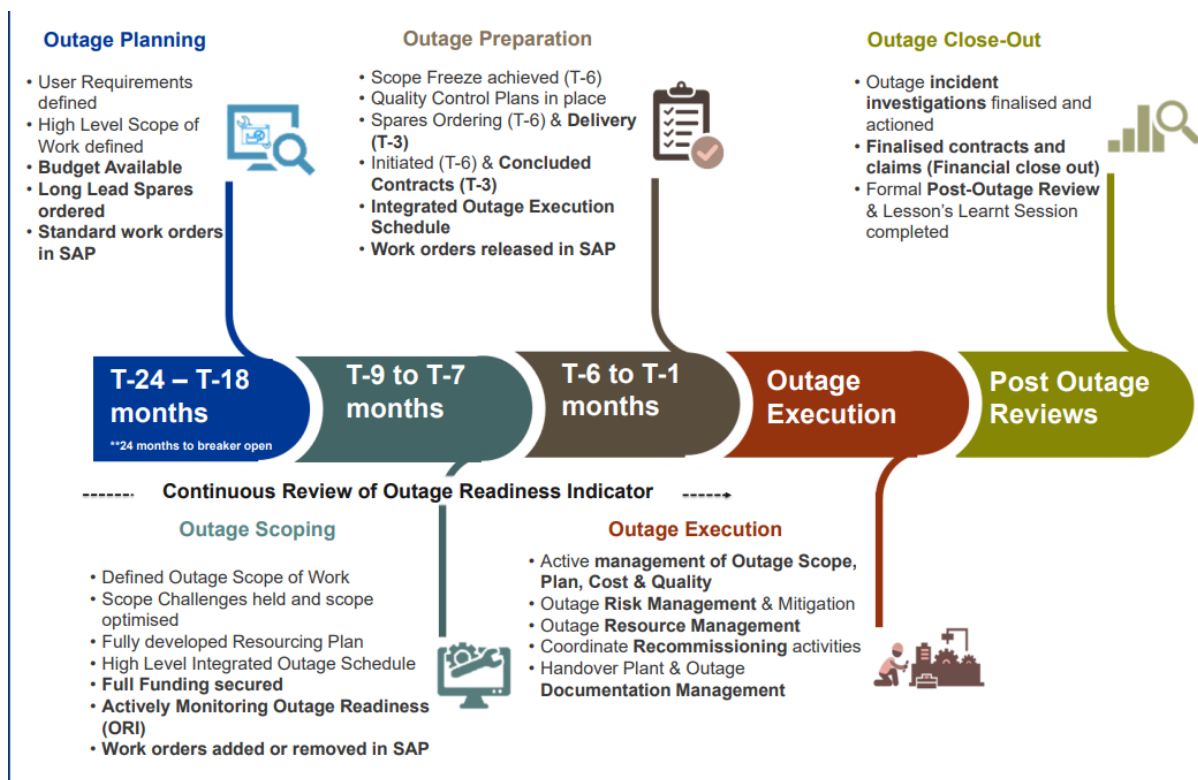 Outage Planning
• User Requirements
defined
• High Level Scope of
Work defined
• Budget Available
• Long Lead Spares
ordered
• Standard work orders
in SAP
Outage Preparation
• Scope Freeze achieved (T-6)
• Quality Control Plans in place
• Spares Ordering (T-6) & Delivery
(T-3)
• Initiated (T-6) & Concluded
Contracts (T-3)
• Integrated Outage Execution
Schedule
• Work orders released in SAP
Outage Close-Out
• Outage incident
investigations finalised and
actioned
• Finalised contracts and
claims (Financial close out)
• Formal Post-Outage Review
& Lesson's Learnt Session
completed
T-24 – T-18
months
**24 months to breaker open
T-9 to T-7
months
T-6 to T-1
months
Outage
Execution
Post Outage
Reviews
Continuous Review of Outage Readiness Indicator
Outage Scoping
• Defined Outage Scope of Work
• Scope Challenges held and scope
optimised
• Fully developed Resourcing Plan
• High Level Integrated Outage Schedule
• Full Funding secured
• Actively Monitoring Outage Readiness
(ORI)
• Work orders added or removed in SAP
Outage Execution
• Active management of Outage Scope,
Plan, Cost & Quality
• Outage Risk Management & Mitigation
• Outage Resource Management
• Coordinate Recommissioning activities
• Handover Plant & Outage
Documentation Management